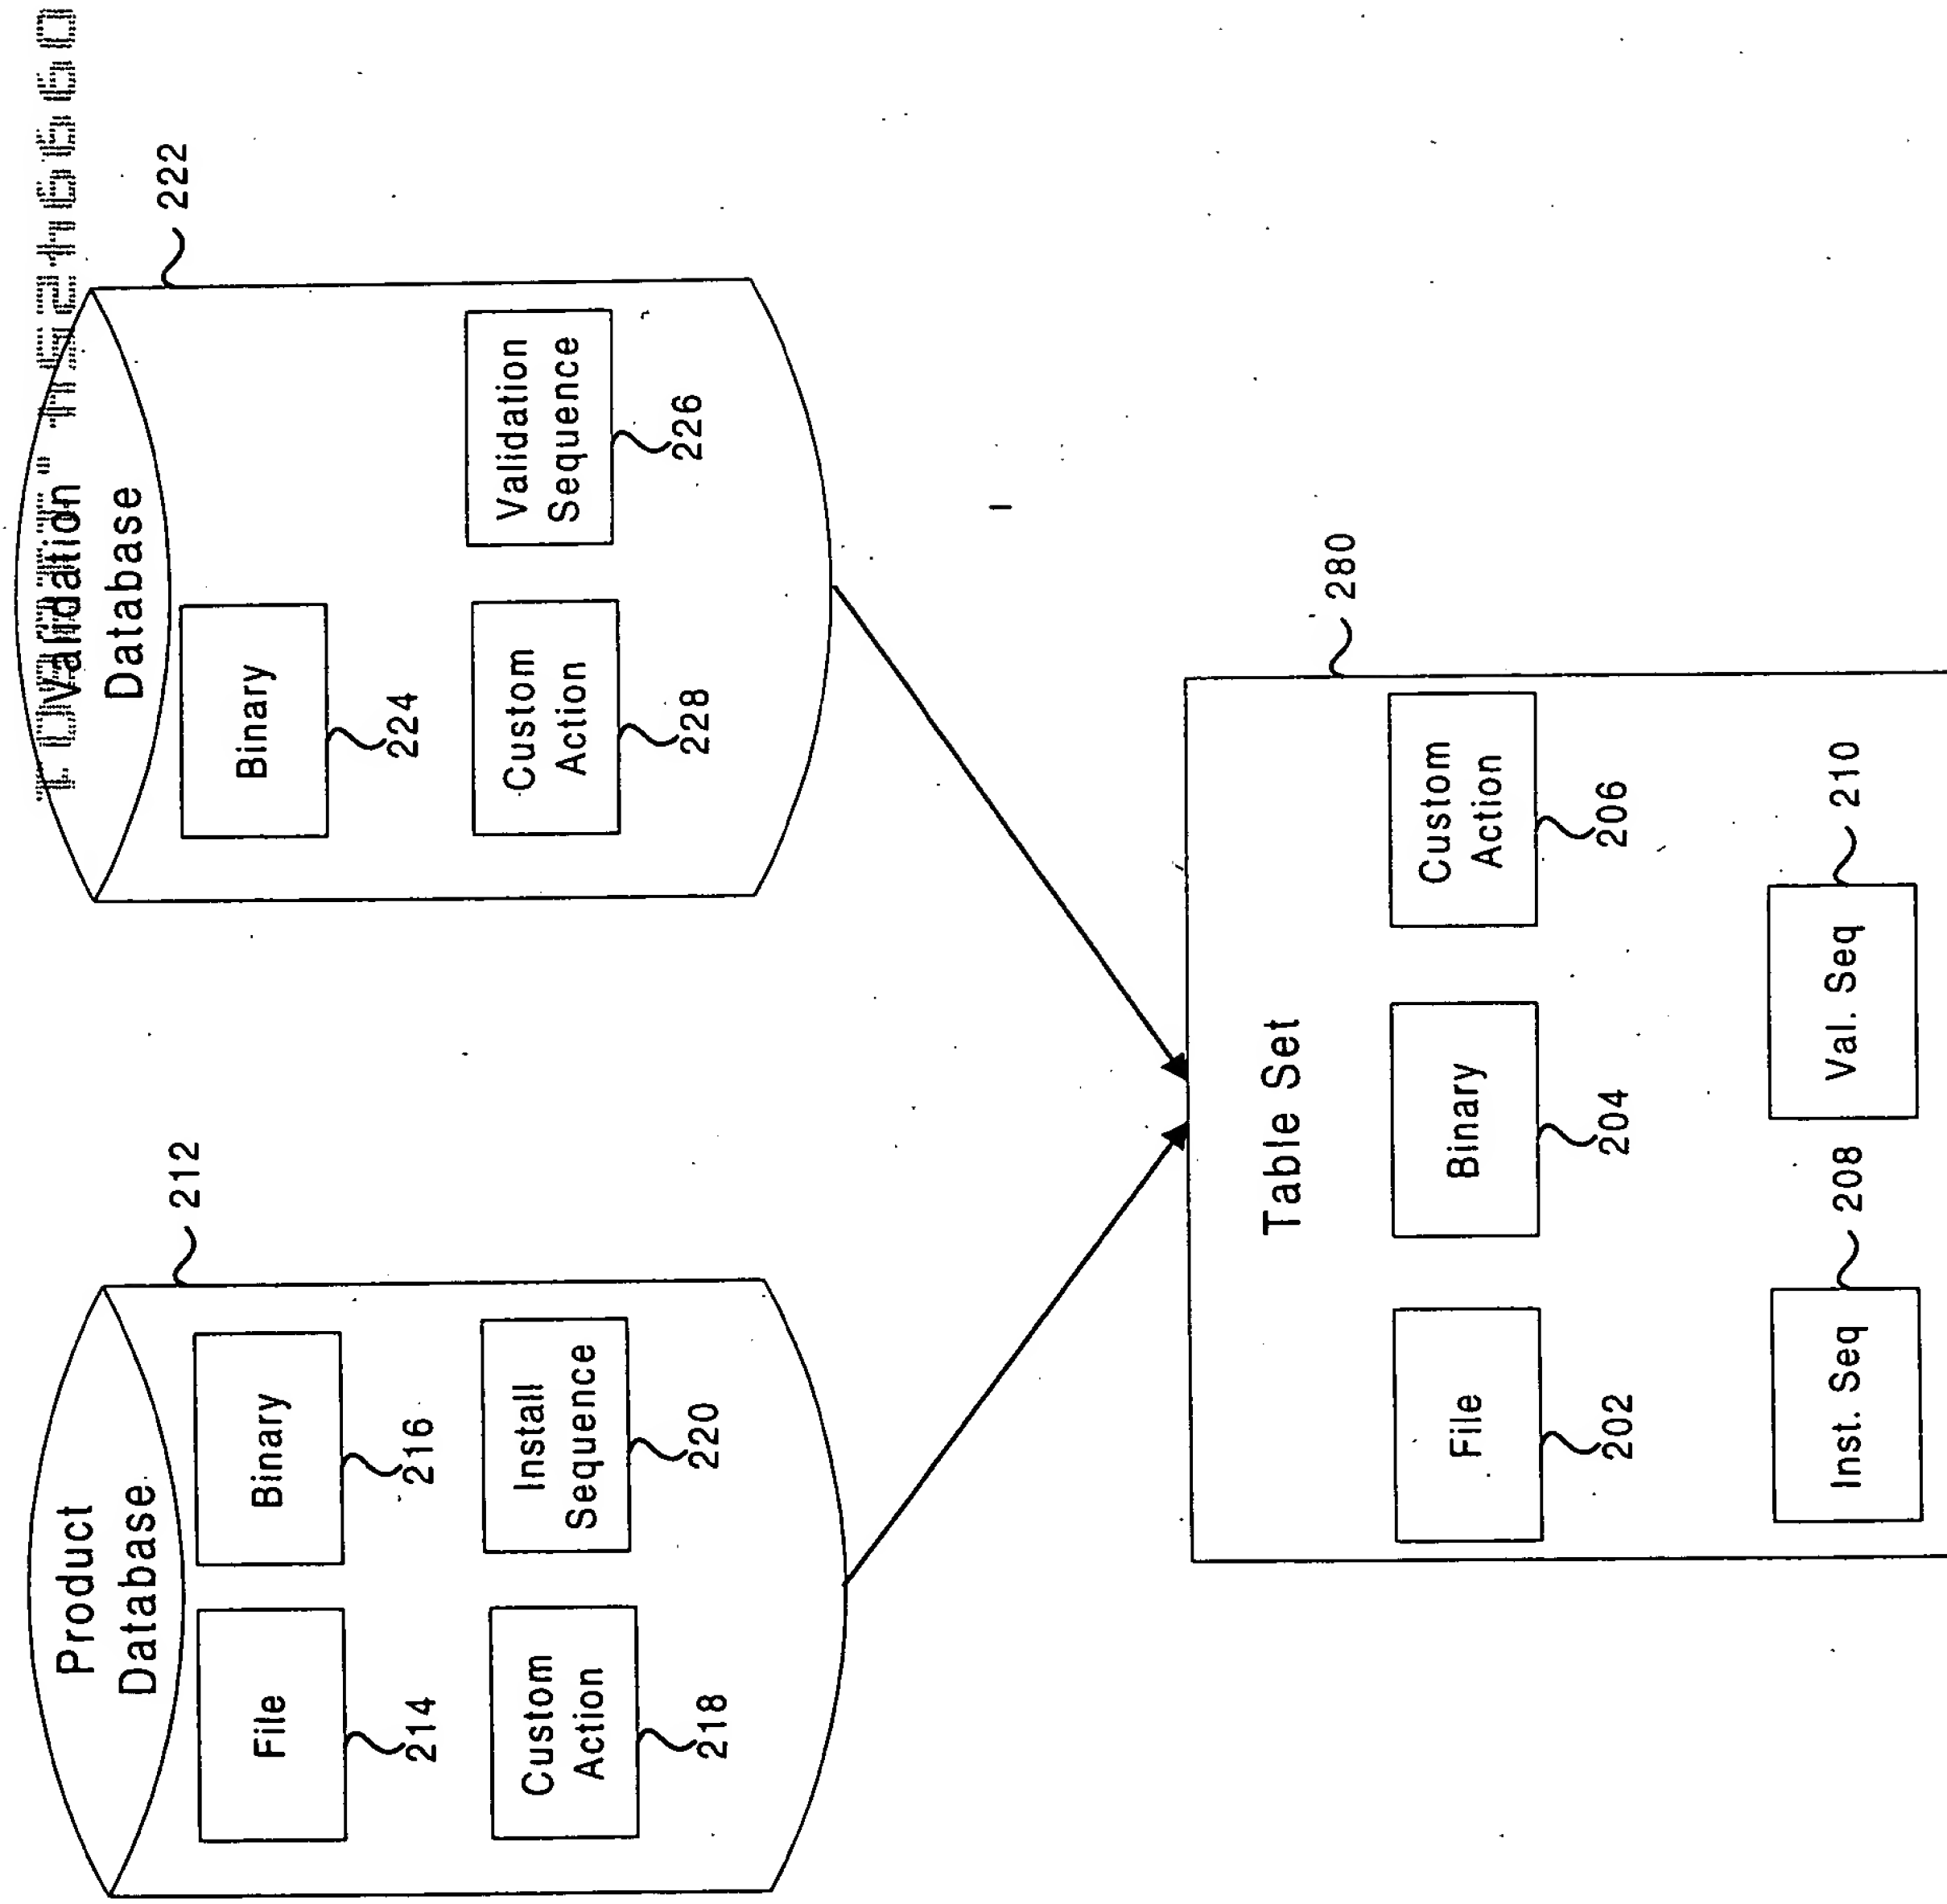 Product
Database
212
File
214
Binary
216
Custom
Action
218
Install
Sequence
220
Validation
Database
222
Binary
224
Custom
Action
228
Validation
Sequence
226
Table Set
280
File
202
Binary
204
Custom
Action
206
Inst. Seq
208
Val. Seq
210